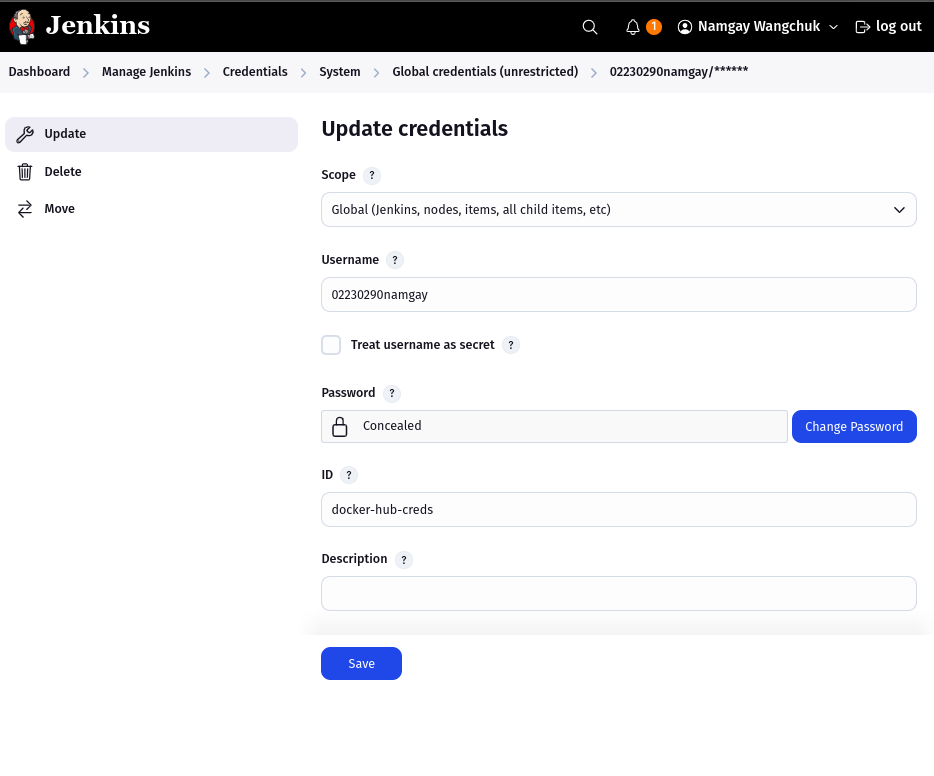 Jenkins
1 Namgay Wangchuk log out
Dashboard Manage Jenkins Credentials System Global credentials (unrestricted) 02230290namgay/******
Update
Delete
Move
Update credentials
Scope ?
Global (Jenkins, nodes, items, all child items, etc)
Username ?
02230290namgay
Treat username as secret ?
Password ?
Concealed Change Password
ID ?
docker-hub-creds
Description ?
Save